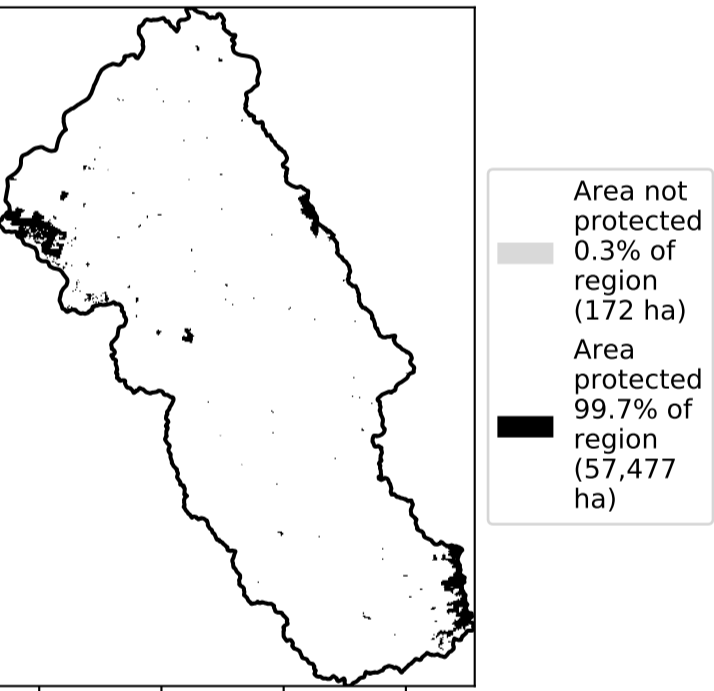 Area not
protected
0.3% of
region
(172 ha)
Area
protected
99.7% of
region
(57,477
ha)